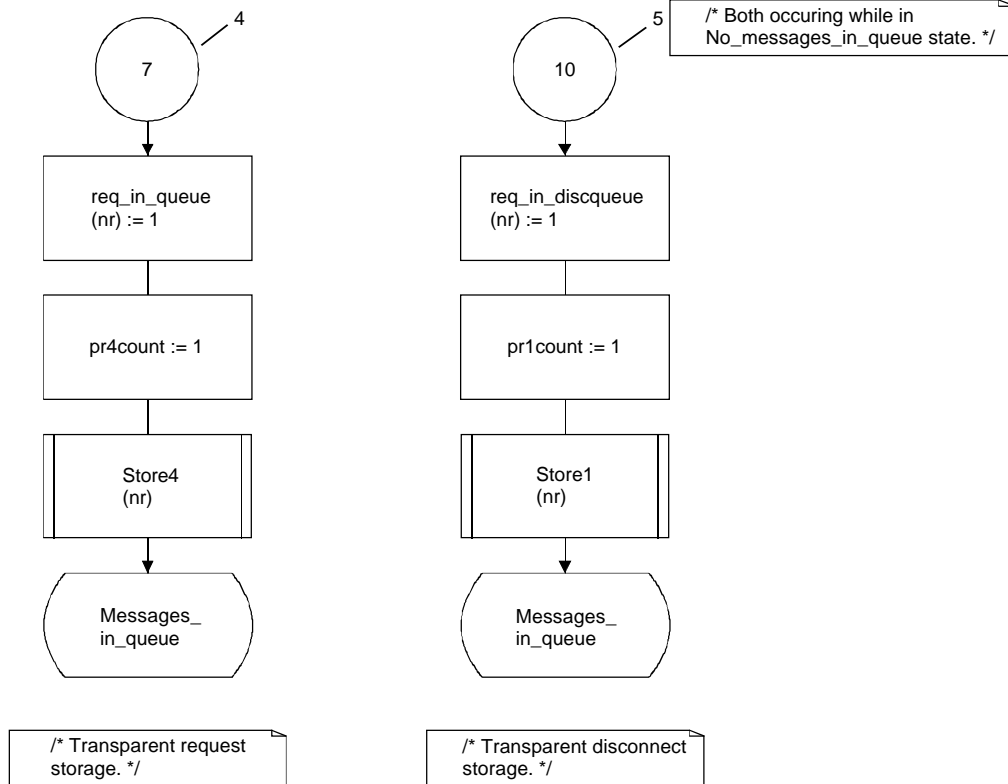 4
7
req_in_queue
(nr) := 1
pr4count := 1
Store4
(nr)
Messages_
in_queue
/* Transparent request
storage. */
5
/* Both occuring while in
No_messages_in_queue state. */
10
req_in_discqueue
(nr) := 1
pr1count := 1
Store1
(nr)
Messages_
in_queue
/* Transparent disconnect
storage. */